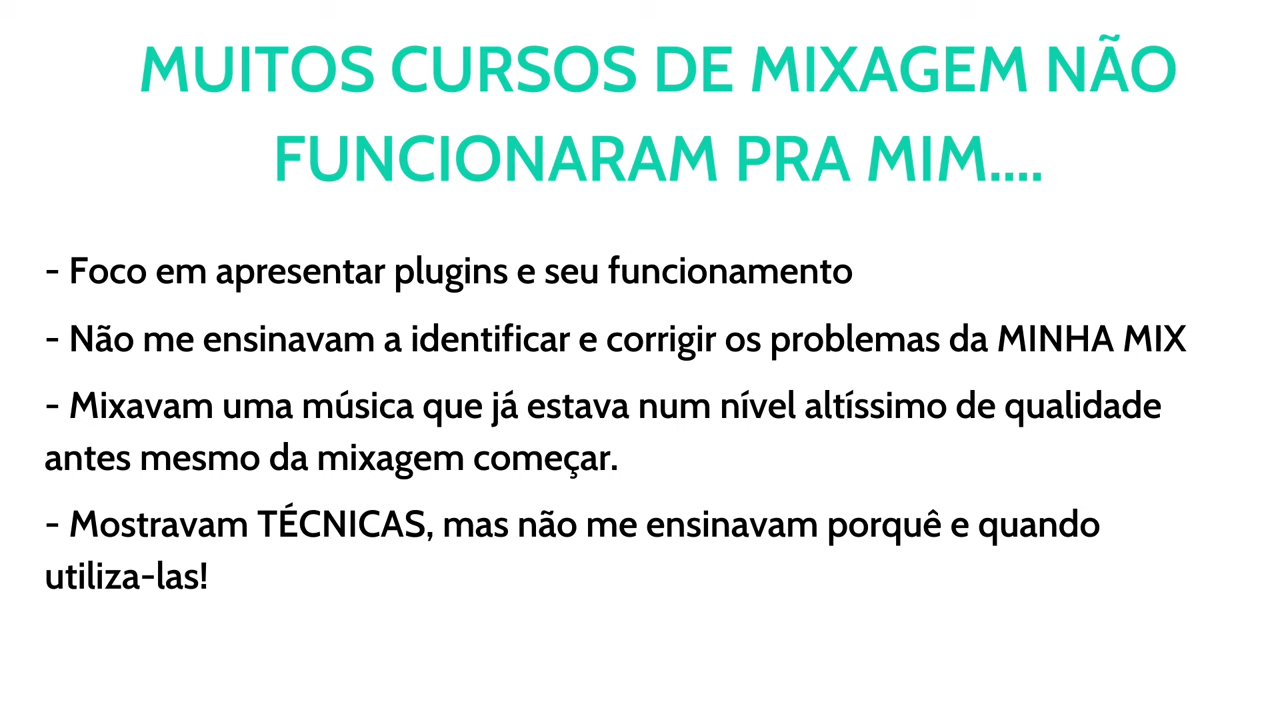 MUITOS CURSOS DE MIXAGEM NÃO
FUNCIONARAM PRA MIM....
- Foco em apresentar plugins e seu funcionamento
- Não me ensinavam a identificar e corrigir os problemas da MINHA MIX
- Mixavam uma música que já estava num nível altíssimo de qualidade
antes mesmo da mixagem começar.
- Mostravam TÉCNICAS, mas não me ensinavam porquê e quando
utiliza-las!